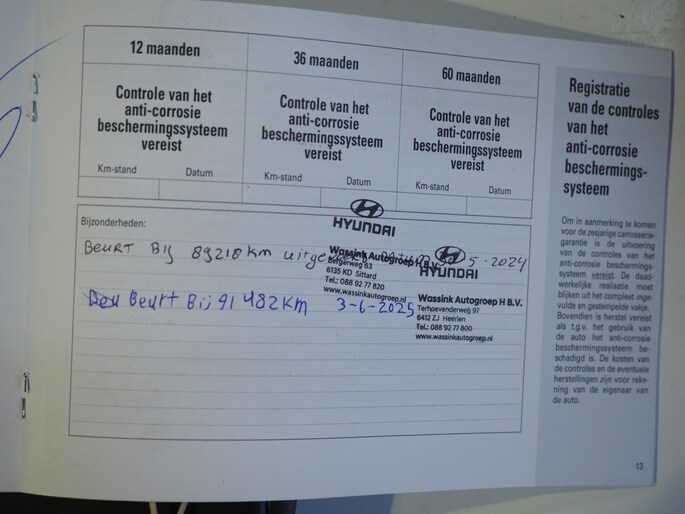 12 maanden
36 maanden
60 maanden
Controle van het
anti-corrosie
beschermingssysteem
vereist
Controle van het
anti-corrosie
beschermingssysteem
vereist
Controle van het
anti-corrosie
beschermingssysteem
vereist
Km-stand Datum
Km-stand Datum
Km-stand Datum
Bijzonderheden:
HYUNDAI
BEURT Bij 89218 km 5-2024
Wassink Autogroep
Bergerweg 63
6135 KD Sittard
Tel.: 088 92 77 820
www.wassinkautogroep.nl
HYUNDAI
Wassink Autogroep H B.V.
Terhoevenderweg 97
6412 ZJ Heerlen
Tel.: 088 92 77 800
www.wassinkautogroep.nl
Beurt Bij 91482KM 3-6-2025
Registratie
van de controles
van het
anti-corrosie
beschermings-
systeem
Om in aanmerking te komen
voor de zesjarige carrosserie-
garantie is de uitvoering
van de controles van het
anti-corrosie beschermings-
systeem vereist. De daad-
werkelijke realisatie moet
blijken uit het compleet inge-
vulde en gestempelde vakje.
Bovendien is herstel vereist
als t.g.v. het gebruik van
de auto het anti-corrosie
beschermingssysteem be-
schadigd is. De kosten van
de controles en de eventuele
herstellingen zijn voor reke-
ning van de eigenaar van
de auto.
13